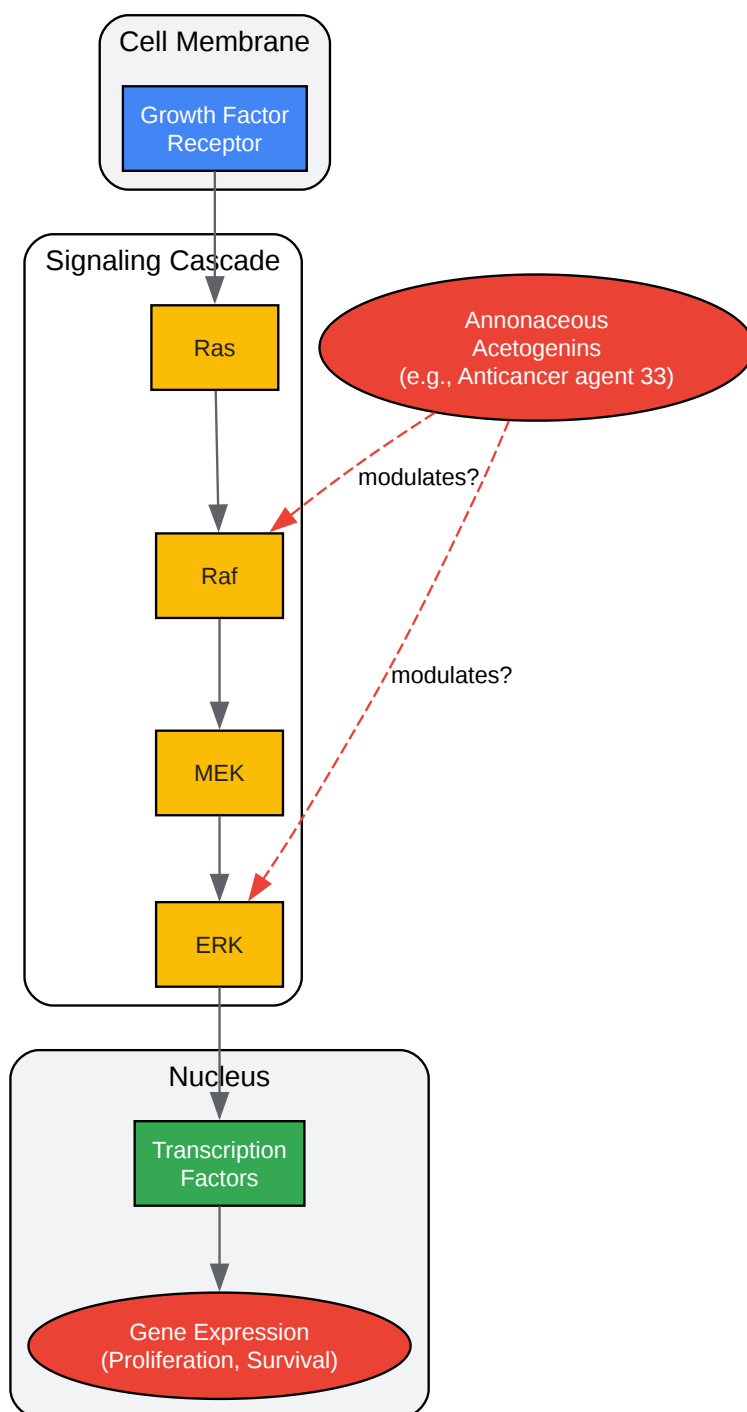 Cell Membrane
Growth Factor
Receptor
Signaling Cascade
Ras
Annonaceous
Acetogenins
(e.g., Anticancer agent 33)
modulates?
Raf
modulates?
MEK
ERK
Nucleus
Transcription
Factors
Gene Expression
(Proliferation, Survival)